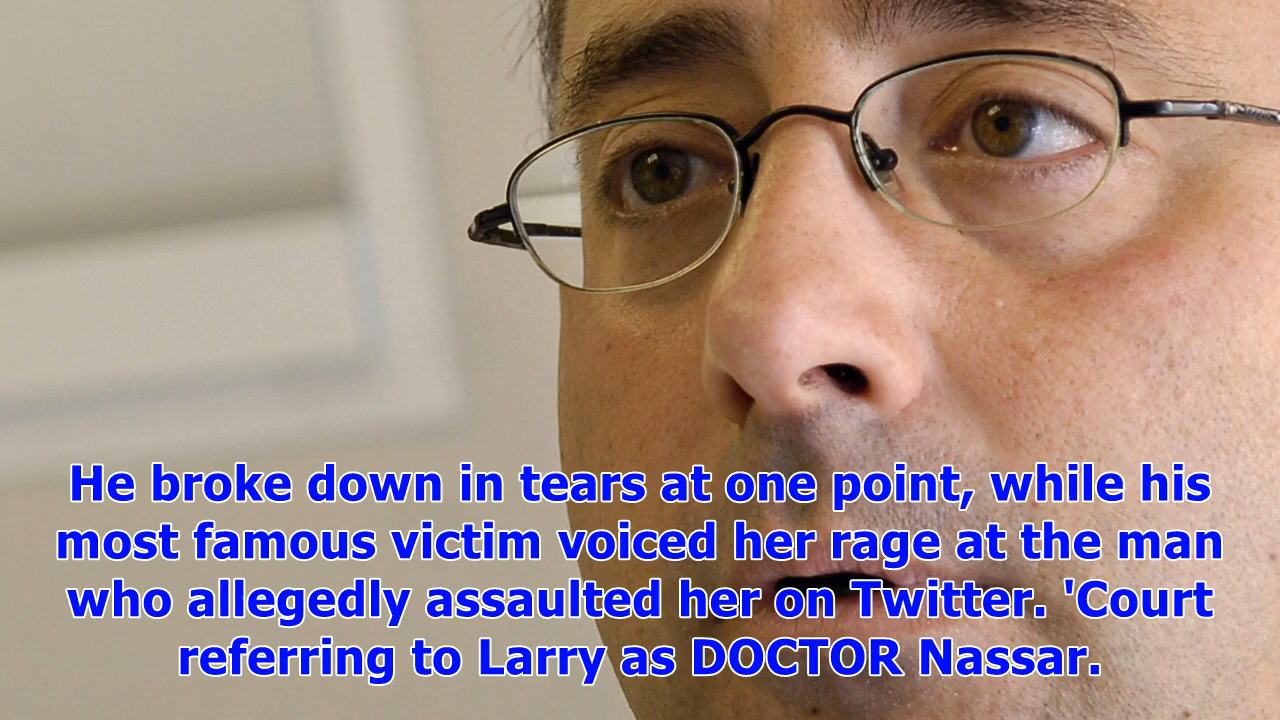 He broke down in tears at one point, while his
most famous victim voiced her rage at the man
who allegedly assaulted her on Twitter. 'Court
referring to Larry as DOCTOR Nassar.